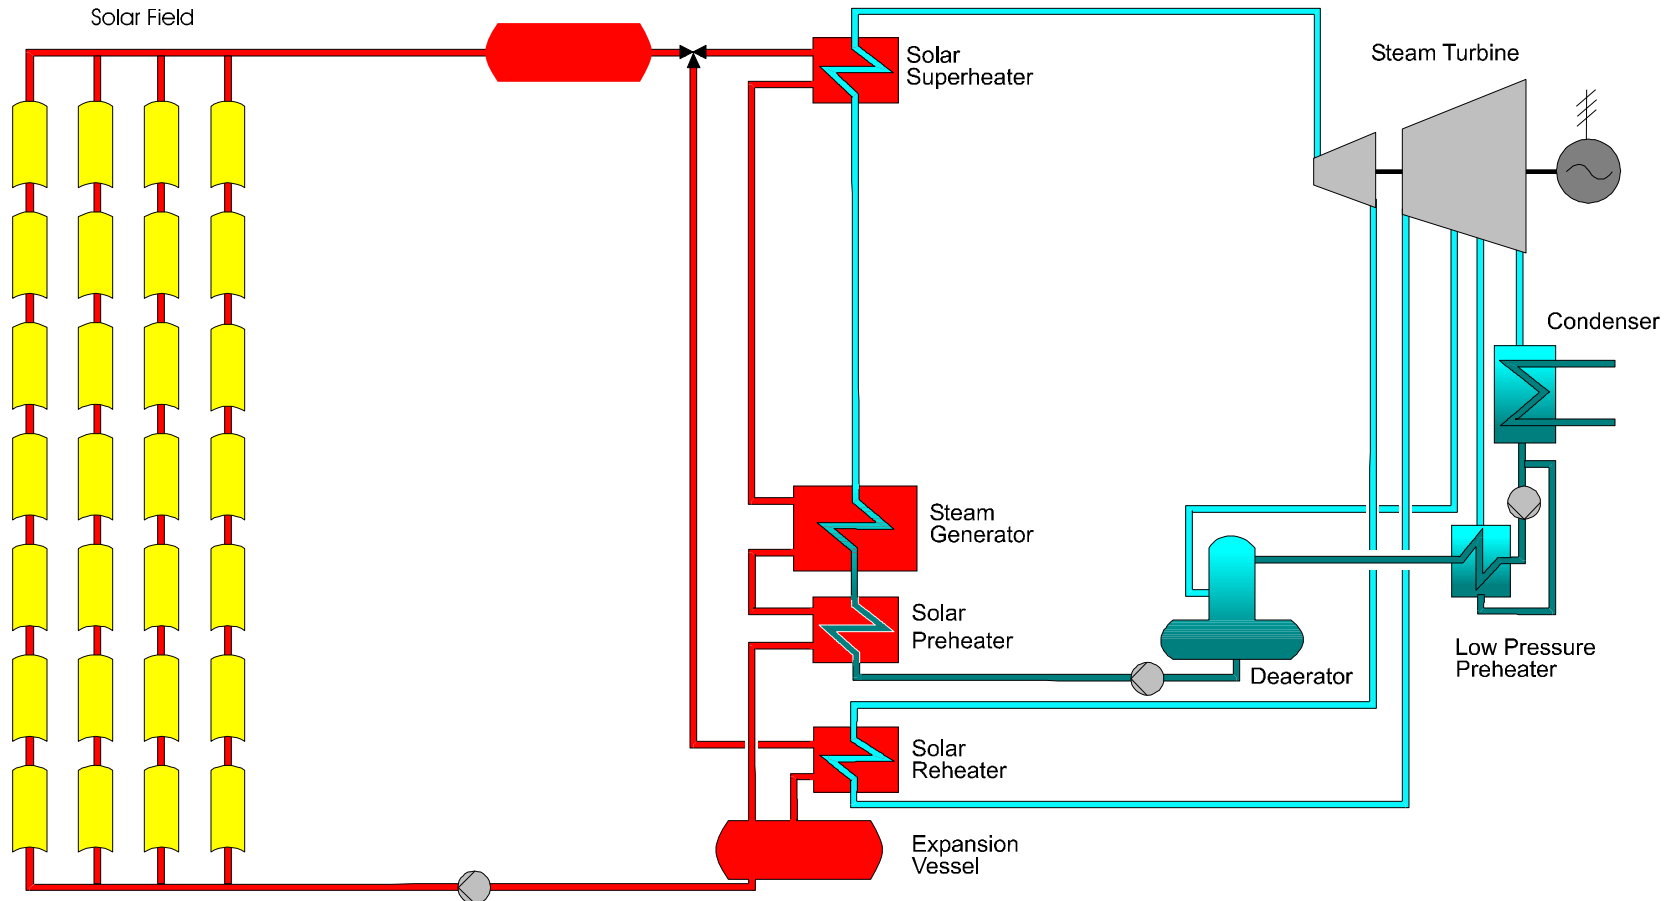 Solar Field
Solar
Superheater
Steam Turbine
Condenser
Steam
Generator
Solar
Preheater
Low Pressure
Preheater
Deaerator
Solar
Reheater
Expansion
Vessel